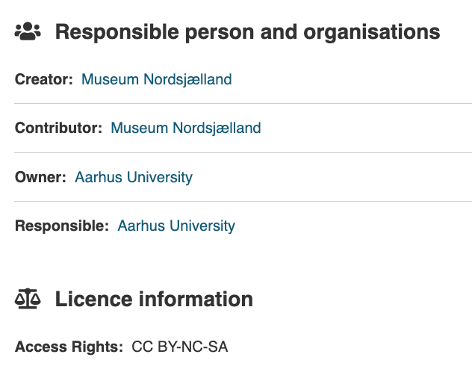 Responsible person and organisations
Creator: Museum Nordsjælland
Contributor: Museum Nordsjælland
Owner: Aarhus University
Responsible: Aarhus University
Licence information
Access Rights: CC BY-NC-SA